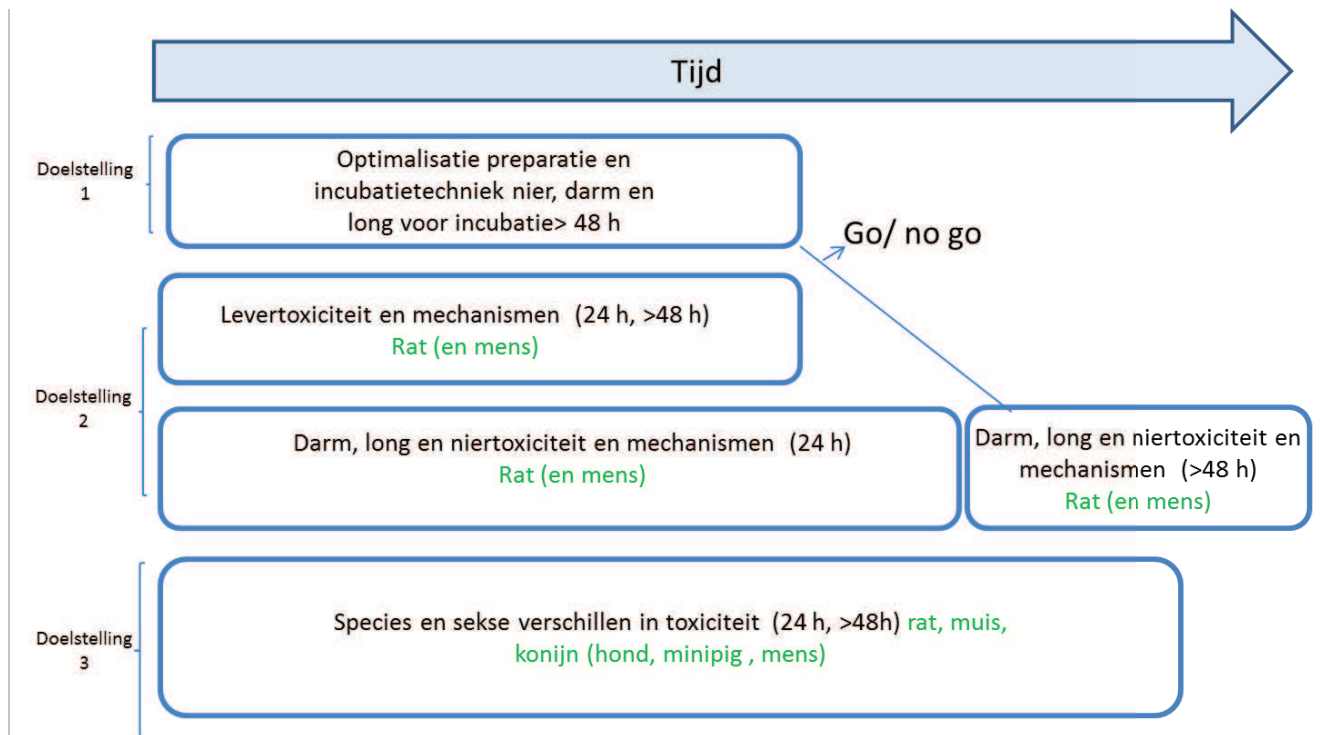 Tijd
Doelstelling
1
Optimalisatie preparatie en
incubatietechniek nier, darm en
long voor incubatie> 48 h
Go/ no go
Doelstelling
2
Levertoxiciteit en mechanismen (24 h, >48 h)
Rat (en mens)
Darm, long en niertoxiciteit en mechanismen (24 h)
Rat (en mens)
Darm, long en niertoxiciteit en
mechanismen (>48 h)
Rat (en mens)
Doelstelling
3
Species en sekse verschillen in toxiciteit (24 h, >48h) rat, muis,
konijn (hond, minipig , mens)